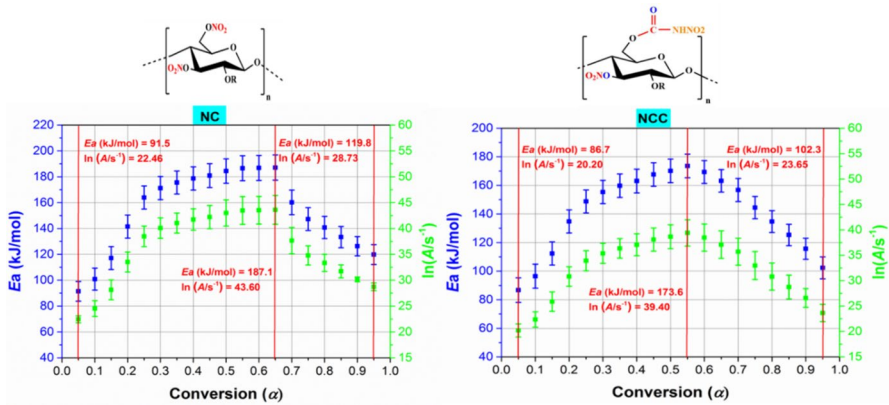 ONO₂
O₂NO
O
O
OR
n
NC
Ea (kJ/mol) = 91.5
ln (A/s⁻¹) = 22.46
Ea (kJ/mol) = 119.8
ln (A/s⁻¹) = 28.73
Ea (kJ/mol) = 187.1
ln (A/s⁻¹) = 43.60
220
200
180
160
140
120
100
80
60
40
Ea (kJ/mol)
60
55
50
45
40
35
30
25
20
15
ln(A/s⁻¹)
0.0 0.1 0.2 0.3 0.4 0.5 0.6 0.7 0.8 0.9 1.0
Conversion (α)
O
O C NHNO2
O₂NO
O
O
OR
n
NCC
Ea (kJ/mol) = 86.7
ln (A/s⁻¹) = 20.20
Ea (kJ/mol) = 102.3
ln (A/s⁻¹) = 23.65
Ea (kJ/mol) = 173.6
ln (A/s⁻¹) = 39.40
200
180
160
140
120
100
80
60
40
Ea (kJ/mol)
60
55
50
45
40
35
30
25
20
15
ln(A/s⁻¹)
0.0 0.1 0.2 0.3 0.4 0.5 0.6 0.7 0.8 0.9 1.0
Conversion (α)